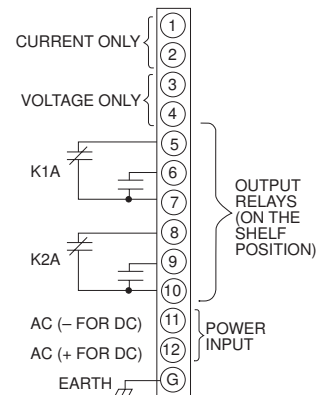 CURRENT ONLY
VOLTAGE ONLY
K1A
K2A
AC (– FOR DC)
AC (+ FOR DC)
EARTH
1
2
3
4
5
6
7
8
9
10
11
12
G
OUTPUT
RELAYS
(ON THE
SHELF
POSITION)
POWER
INPUT